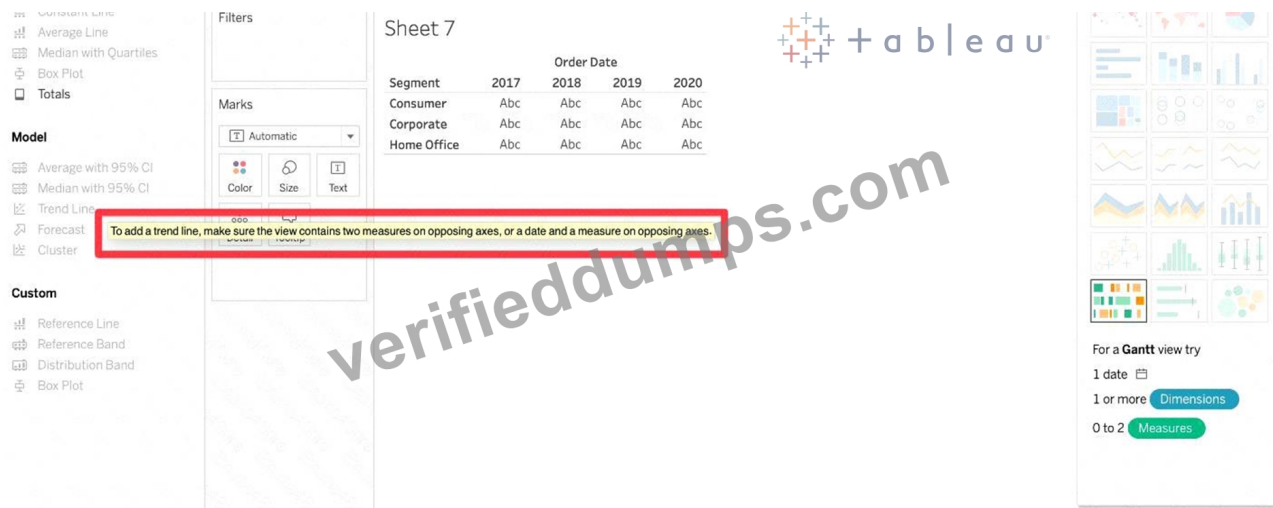 Constant Line
Average Line
Median with Quartiles
Box Plot
Totals
Model
Average with 95% CI
Median with 95% CI
Trend Line
Forecast
Cluster
Custom
Reference Line
Reference Band
Distribution Band
Box Plot
Filters
Marks
Automatic
Color Size Text
Detail Tooltip
To add a trend line, make sure the view contains two measures on opposing axes, or a date and a measure on opposing axes.
Sheet 7
Order Date
Segment 2017 2018 2019 2020
Consumer Abc Abc Abc Abc
Corporate Abc Abc Abc Abc
Home Office Abc Abc Abc Abc
+ableau
verifieddumps.com
For a Gantt view try
1 date
1 or more Dimensions
0 to 2 Measures